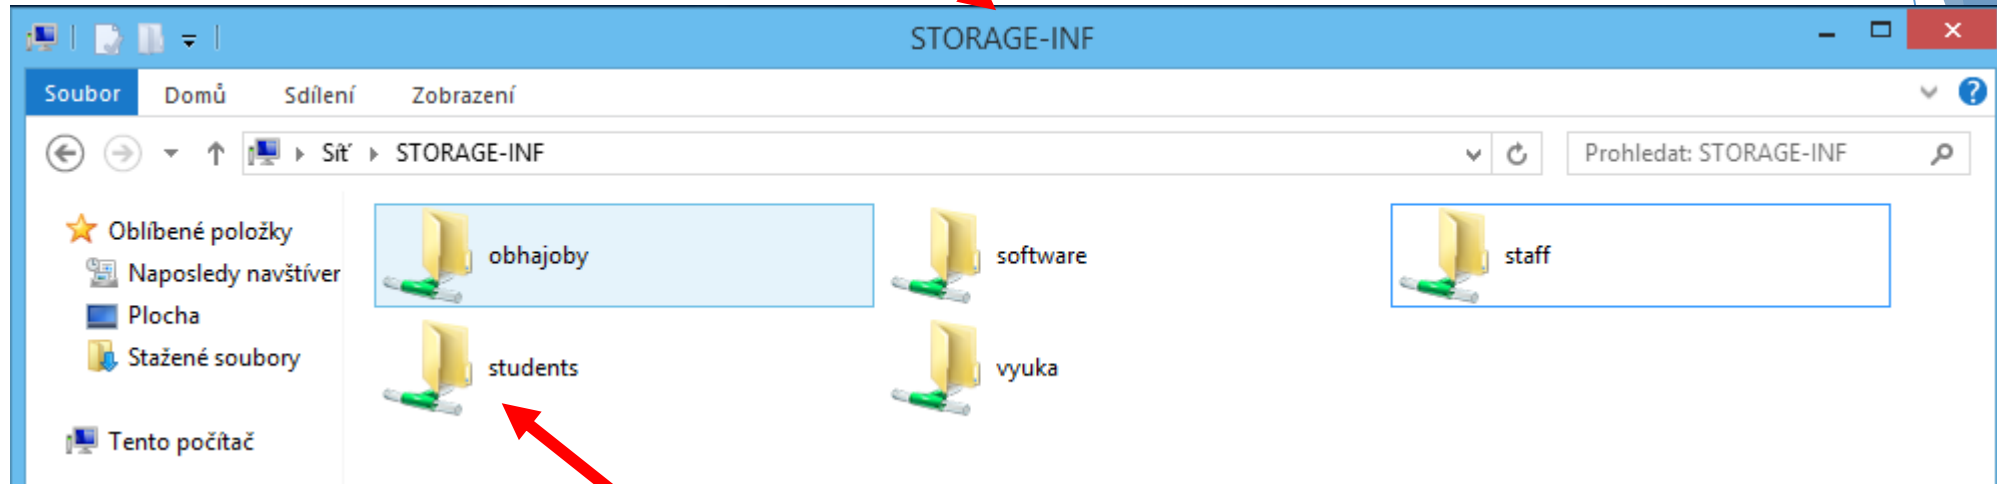 STORAGE-INF
Soubor Domů Sdílení Zobrazení
Síť STORAGE-INF Prohledat: STORAGE-INF
Oblíbené položky
Naposledy navštíver
Plocha
Stažené soubory
Tento počítač
obhajoby software staff
students vyuka